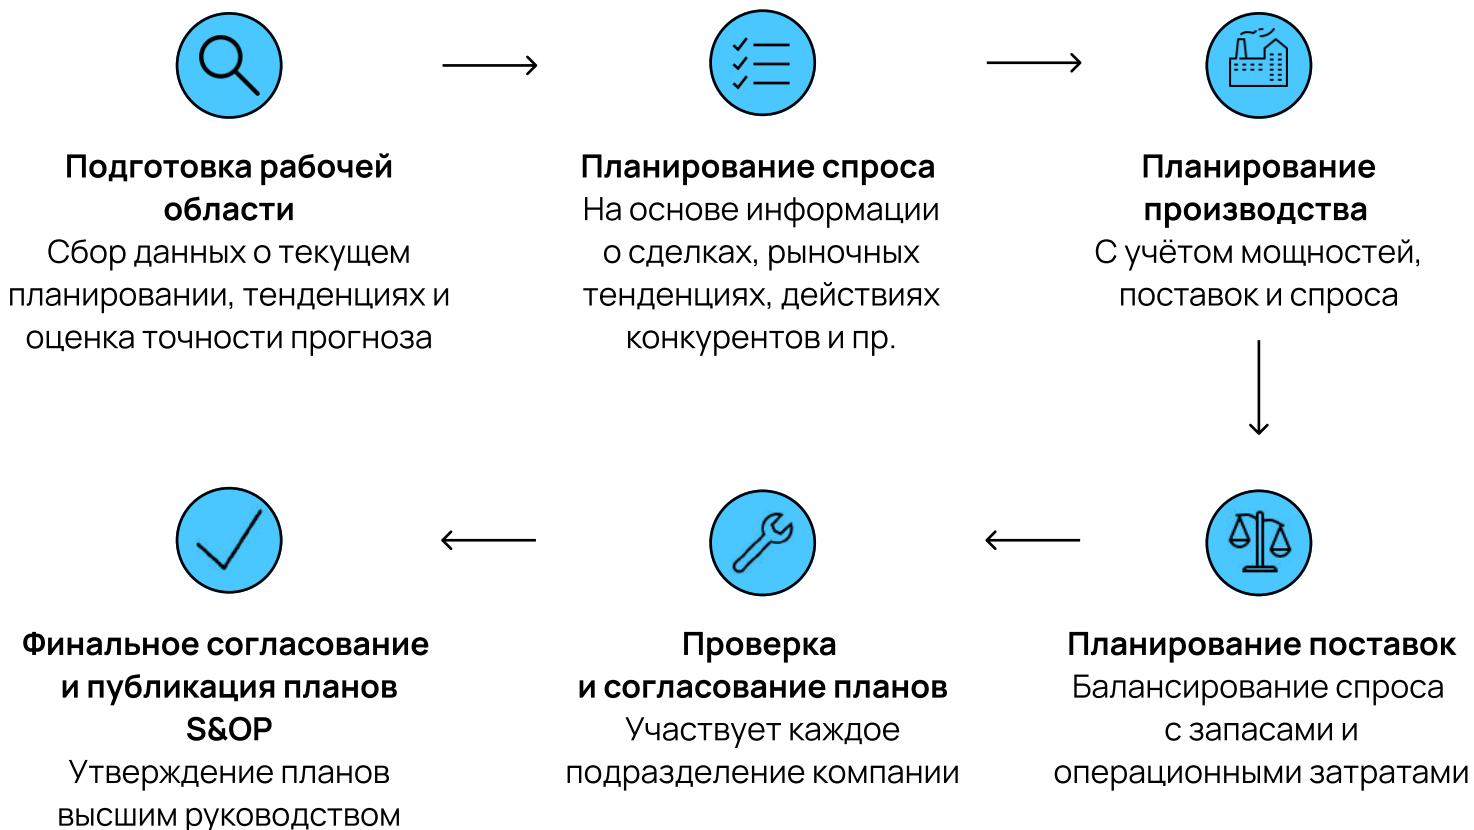 Подготовка рабочей
области
Сбор данных о текущем
планировании, тенденциях и
оценка точности прогноза
Планирование спроса
На основе информации
о сделках, рыночных
тенденциях, действиях
конкурентов и пр.
Планирование
производства
С учётом мощностей,
поставок и спроса
Планирование поставок
Балансирование спроса
с запасами и
операционными затратами
Проверка
и согласование планов
Участвует каждое
подразделение компании
Финальное согласование
и публикация планов
S&OP
Утверждение планов
высшим руководством